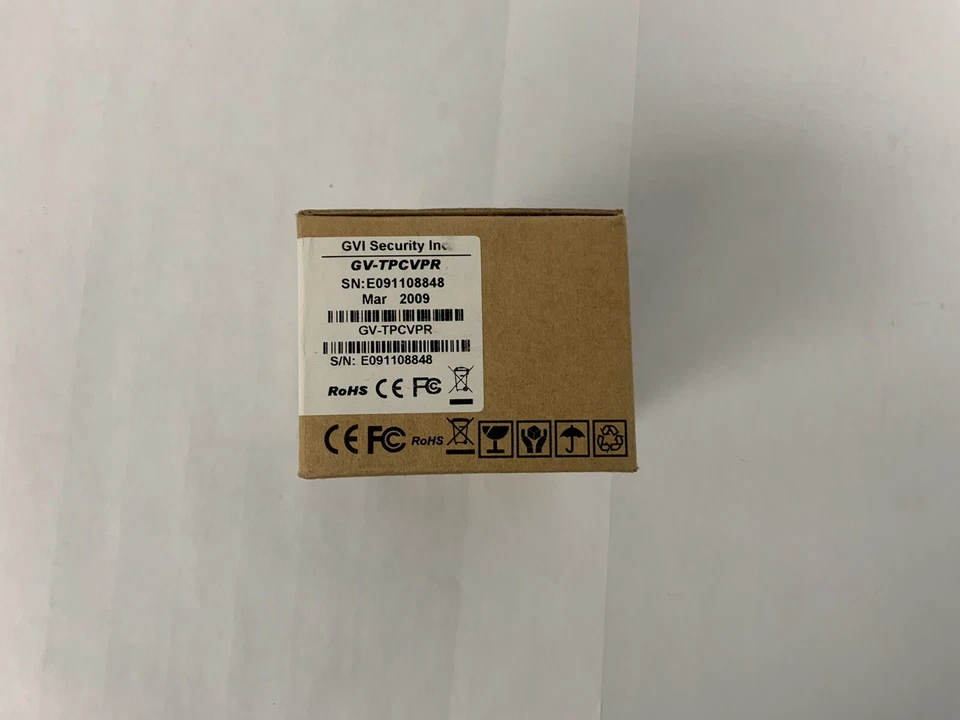 GVI Security Inc.
GV-TPCVPR
SN:E091108848
Mar 2009
GV-TPCVPR
S/N: E091108848
RoHS CE FC
CE FC RoHS